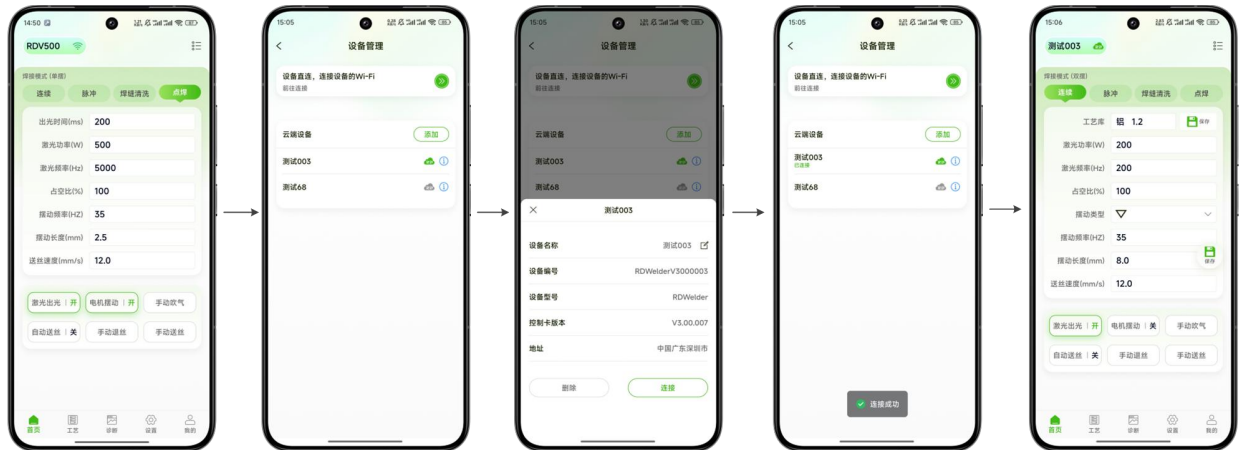 14:50
RDV500
焊接模式 (单摆)
连续 脉冲 焊缝清洗 点焊
出光时间(ms) 200
激光功率(W) 500
激光频率(Hz) 5000
占空比(%) 100
摆动频率(HZ) 35
摆动长度(mm) 2.5
送丝速度(mm/s) 12.0
激光出光 | 开 电机摆动 | 开 手动吹气
自动送丝 | 关 手动退丝 手动送丝
首页 工艺 诊断 设置 我的
15:05
设备管理
设备直连,连接设备的Wi-Fi
前往连接
云端设备 添加
测试003
测试68
15:05
设备管理
设备直连,连接设备的Wi-Fi
前往连接
云端设备 添加
测试003
测试68
测试003
设备名称 测试003
设备编号 RDWelderV3000003
设备型号 RDWelder
控制卡版本 V3.00.007
地址 中国广东深圳市
删除 连接
15:05
设备管理
设备直连,连接设备的Wi-Fi
前往连接
云端设备 添加
测试003
已连接
测试68
连接成功
15:06
测试003
焊接模式 (双摆)
连续 脉冲 焊缝清洗 点焊
工艺库 铝 1.2 保存
激光功率(W) 200
激光频率(Hz) 200
占空比(%) 100
摆动类型
摆动频率(HZ) 35
保存
摆动长度(mm) 8.0
送丝速度(mm/s) 12.0
激光出光 | 开 电机摆动 | 关 手动吹气
自动送丝 | 关 手动退丝 手动送丝
首页 工艺 诊断 设置 我的